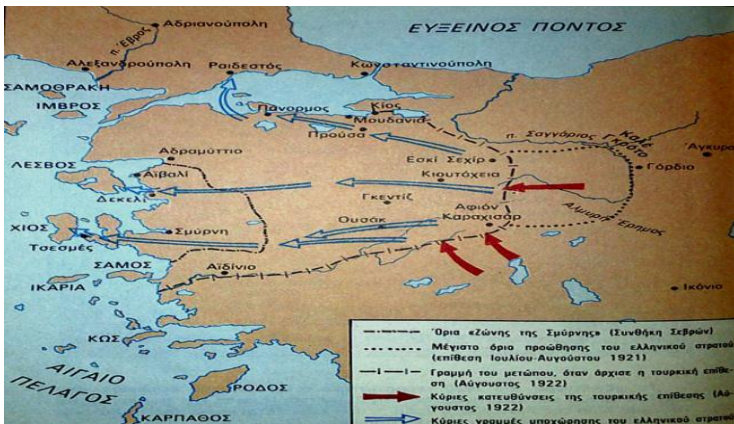 Αδριανούπολη
ΕΥΞΕΙΝΟΣ ΠΟΝΤΟΣ
π. Έβρος
Αλεξανδρούπολη
Ραιδεστός
Κωνσταντινούπολη
ΣΑΜΟΘΡΑΚΗ
ΙΜΒΡΟΣ
Πάνορμος
Κίος
Μουδανιά
Προύσα
π. Σαγγάριος
Καλέ
Γκρότο
Άγκυρα
ΛΕΣΒΟΣ
Αδραμύττιο
Εσκί Σεχίρ
Γόρδιο
Αϊβαλί
Κιουτάχεια
Δεκελί
Γκεντίζ
Αφιόν
Καραχισάρ
Αλμυρή Έρημος
ΧΙΟΣ
Ουσάκ
Τσεσμές
Σμύρνη
ΣΑΜΟΣ
Αϊδίνιο
ΙΚΑΡΙΑ
Ικόνιο
ΚΩΣ
ΑΙΓΑΙΟ
ΠΕΛΑΓΟΣ
ΡΟΔΟΣ
ΚΑΡΠΑΘΟΣ
Όρια «Ζώνης της Σμύρνης» (Συνθήκη Σεβρών)
Μέγιστο όριο προώθησης του ελληνικού στρατού
(επίθεση Ιουλίου-Αυγούστου 1921)
Γραμμή του μετώπου, όταν άρχισε η τουρκική επίθε-
ση (Αύγουστος 1922)
Κύριες κατευθύνσεις της τουρκικής επίθεσης (Αύ-
γουστος 1922)
Κύριες γραμμές υποχώρησης του ελληνικού στρατού